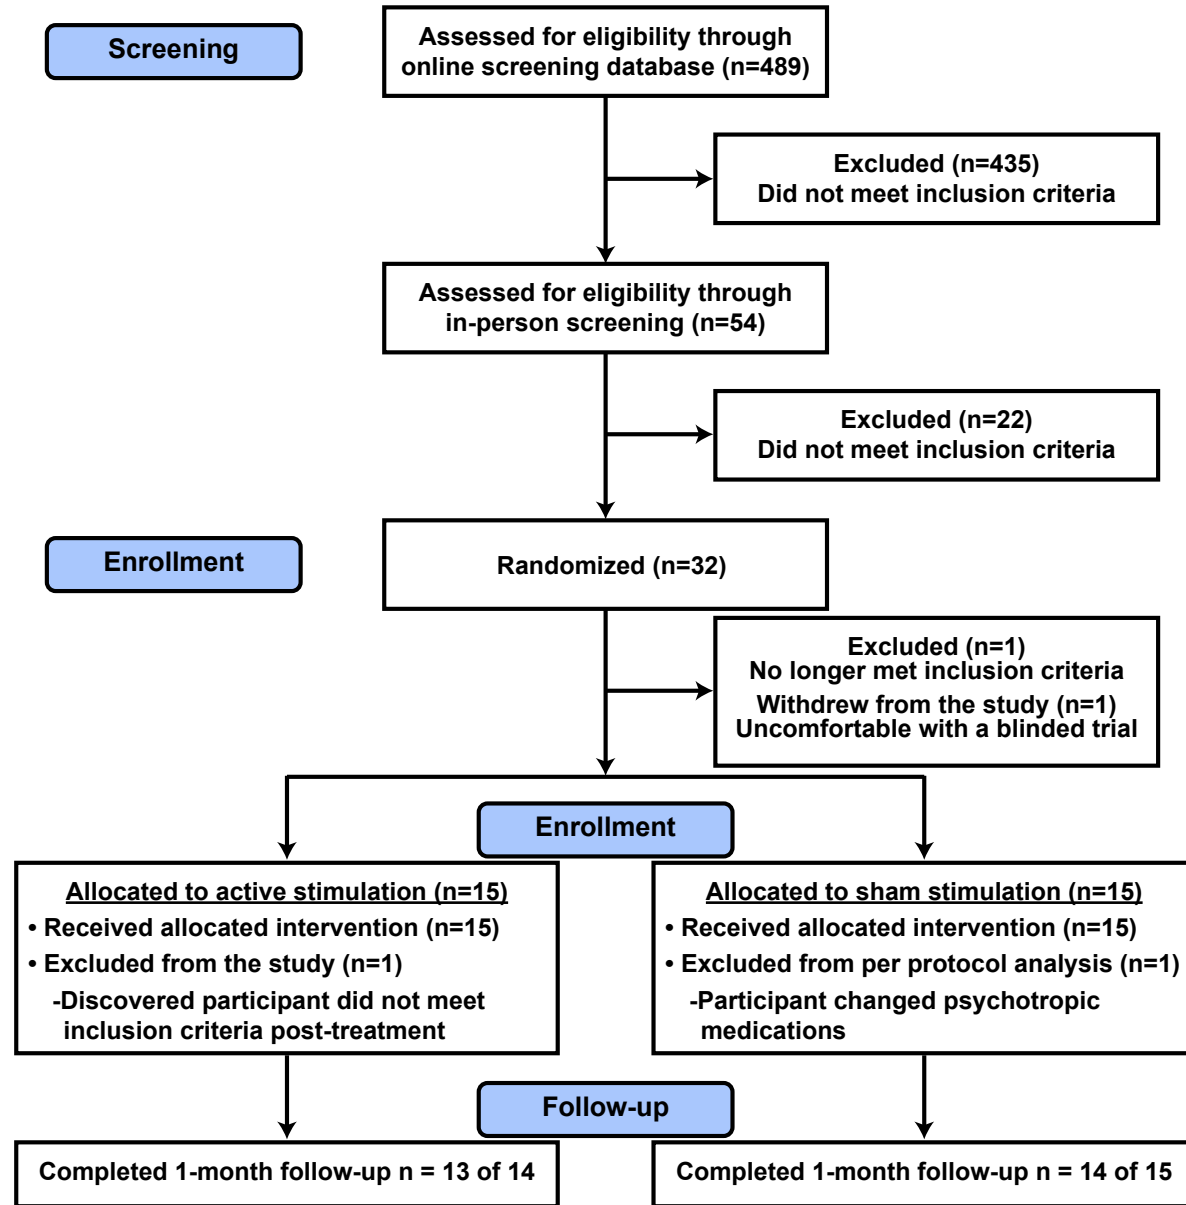 Screening
Assessed for eligibility through
online screening database (n=489)
Excluded (n=435)
Did not meet inclusion criteria
Assessed for eligibility through
in-person screening (n=54)
Excluded (n=22)
Did not meet inclusion criteria
Enrollment
Randomized (n=32)
Excluded (n=1)
No longer met inclusion criteria
Withdrew from the study (n=1)
Uncomfortable with a blinded trial
Enrollment
Allocated to active stimulation (n=15)
• Received allocated intervention (n=15)
• Excluded from the study (n=1)
-Discovered participant did not meet
inclusion criteria post-treatment
Allocated to sham stimulation (n=15)
• Received allocated intervention (n=15)
• Excluded from per protocol analysis (n=1)
-Participant changed psychotropic
medications
Follow-up
Completed 1-month follow-up n = 13 of 14
Completed 1-month follow-up n = 14 of 15